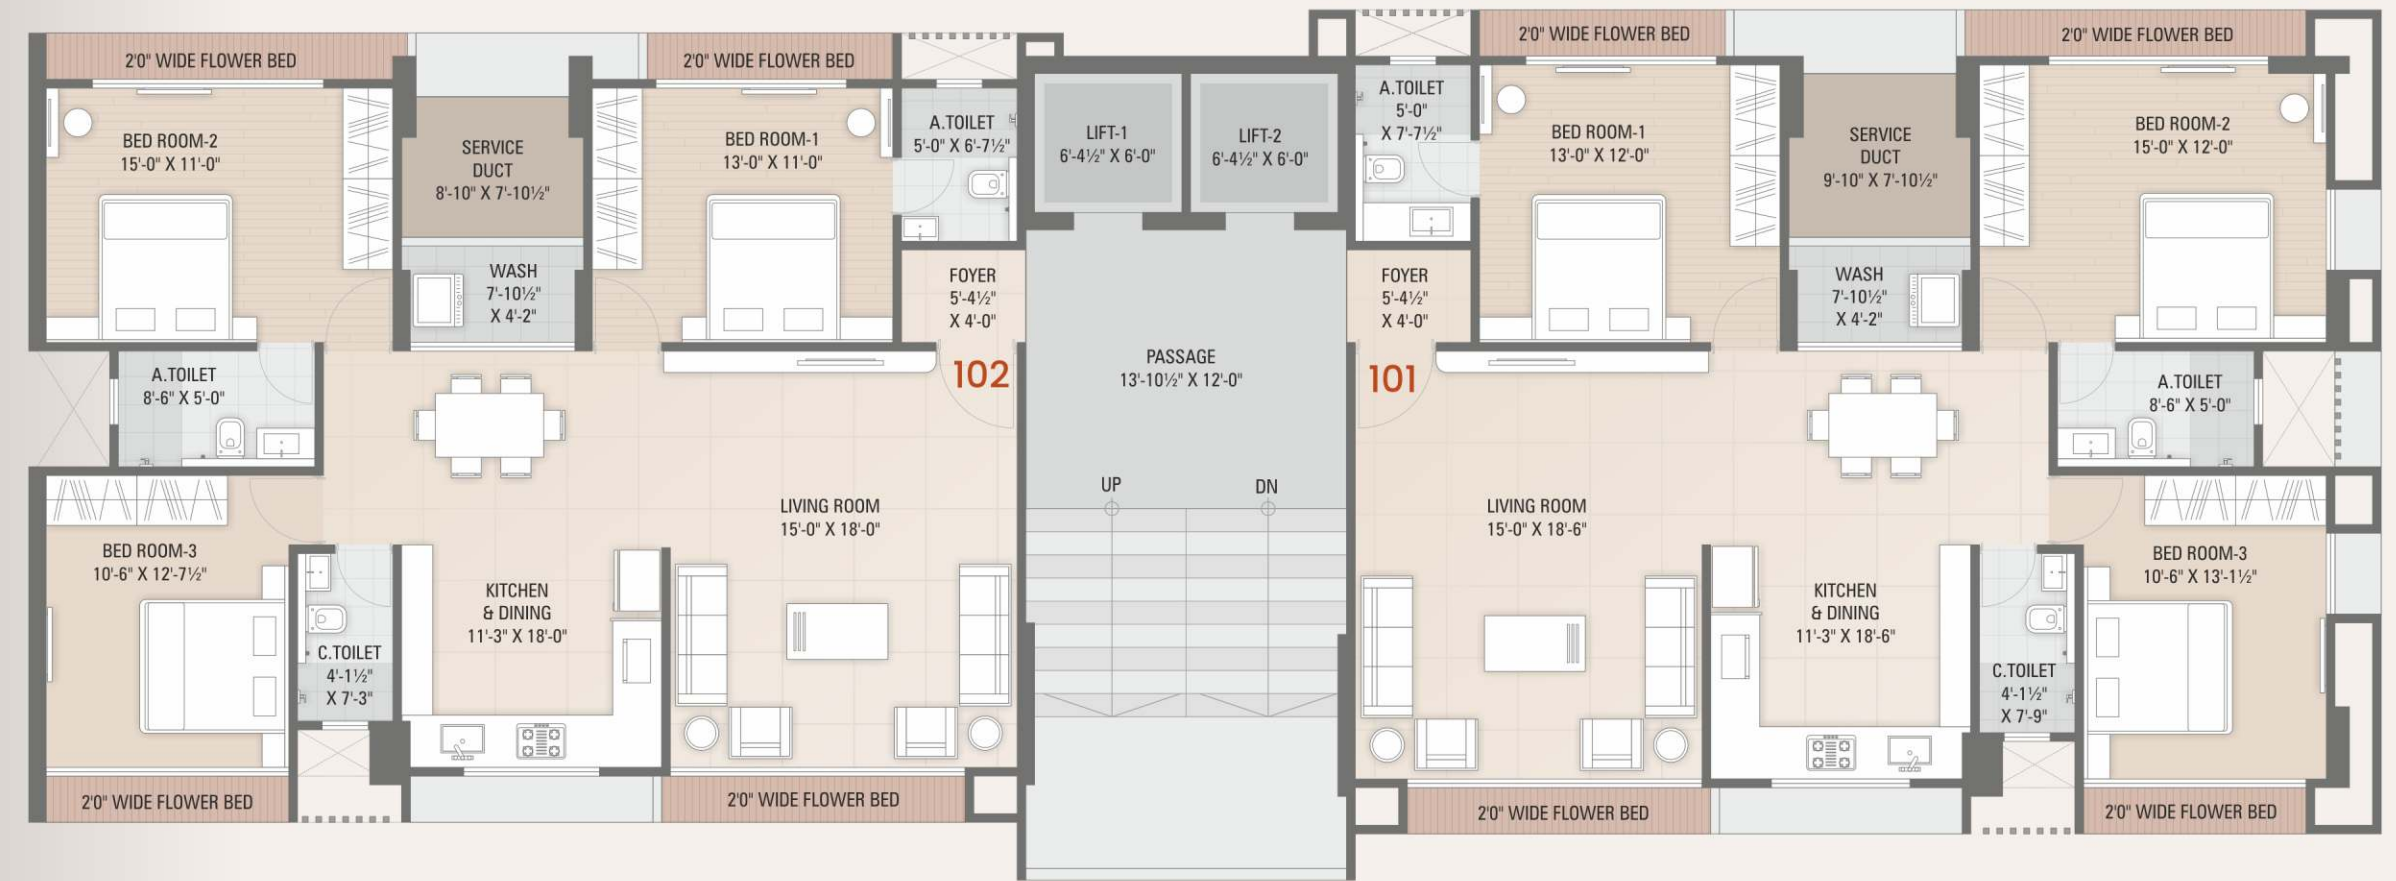 2'0" WIDE FLOWER BED
2'0" WIDE FLOWER BED
2'0" WIDE FLOWER BED
2'0" WIDE FLOWER BED
BED ROOM-2
15'-0" X 11'-0"
SERVICE
DUCT
8'-10" X 7'-10½"
BED ROOM-1
13'-0" X 11'-0"
A.TOILET
5'-0" X 6'-7½"
LIFT-1
6'-4½" X 6'-0"
LIFT-2
6'-4½" X 6'-0"
A.TOILET
5'-0"
X 7'-7½"
BED ROOM-1
13'-0" X 12'-0"
SERVICE
DUCT
9'-10" X 7'-10½"
BED ROOM-2
15'-0" X 12'-0"
WASH
7'-10½"
X 4'-2"
FOYER
5'-4½"
X 4'-0"
FOYER
5'-4½"
X 4'-0"
WASH
7'-10½"
X 4'-2"
A.TOILET
8'-6" X 5'-0"
102
PASSAGE
13'-10½" X 12'-0"
101
A.TOILET
8'-6" X 5'-0"
UP
DN
LIVING ROOM
15'-0" X 18'-0"
LIVING ROOM
15'-0" X 18'-6"
BED ROOM-3
10'-6" X 12'-7½"
KITCHEN
& DINING
11'-3" X 18'-0"
KITCHEN
& DINING
11'-3" X 18'-6"
BED ROOM-3
10'-6" X 13'-1½"
C.TOILET
4'-1½"
X 7'-3"
C.TOILET
4'-1½"
X 7'-9"
2'0" WIDE FLOWER BED
2'0" WIDE FLOWER BED
2'0" WIDE FLOWER BED
2'0" WIDE FLOWER BED